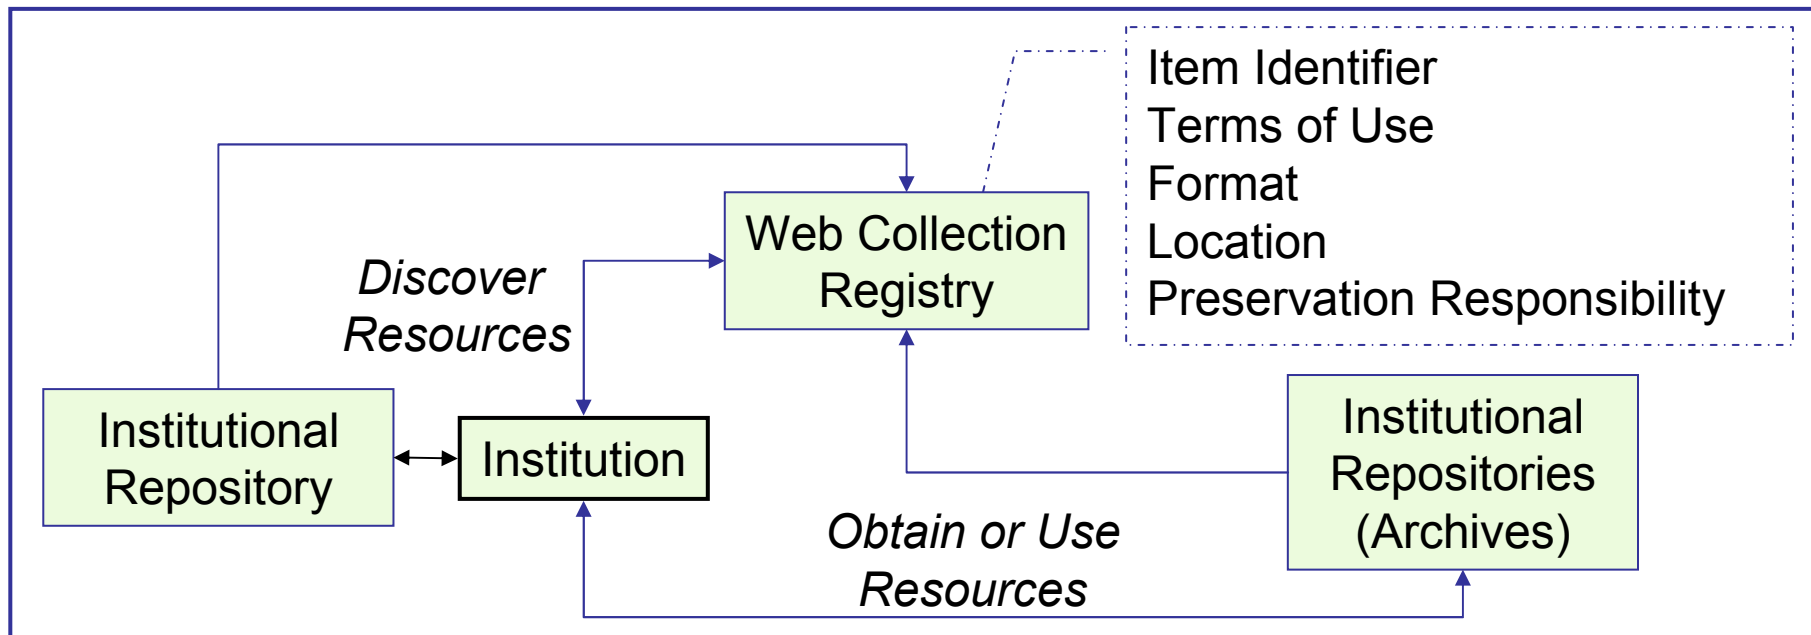 Item Identifier
Terms of Use
Format
Location
Preservation Responsibility
Web Collection
Registry
Discover
Resources
Institutional
Repository
Institution
Institutional
Repositories
(Archives)
Obtain or Use
Resources